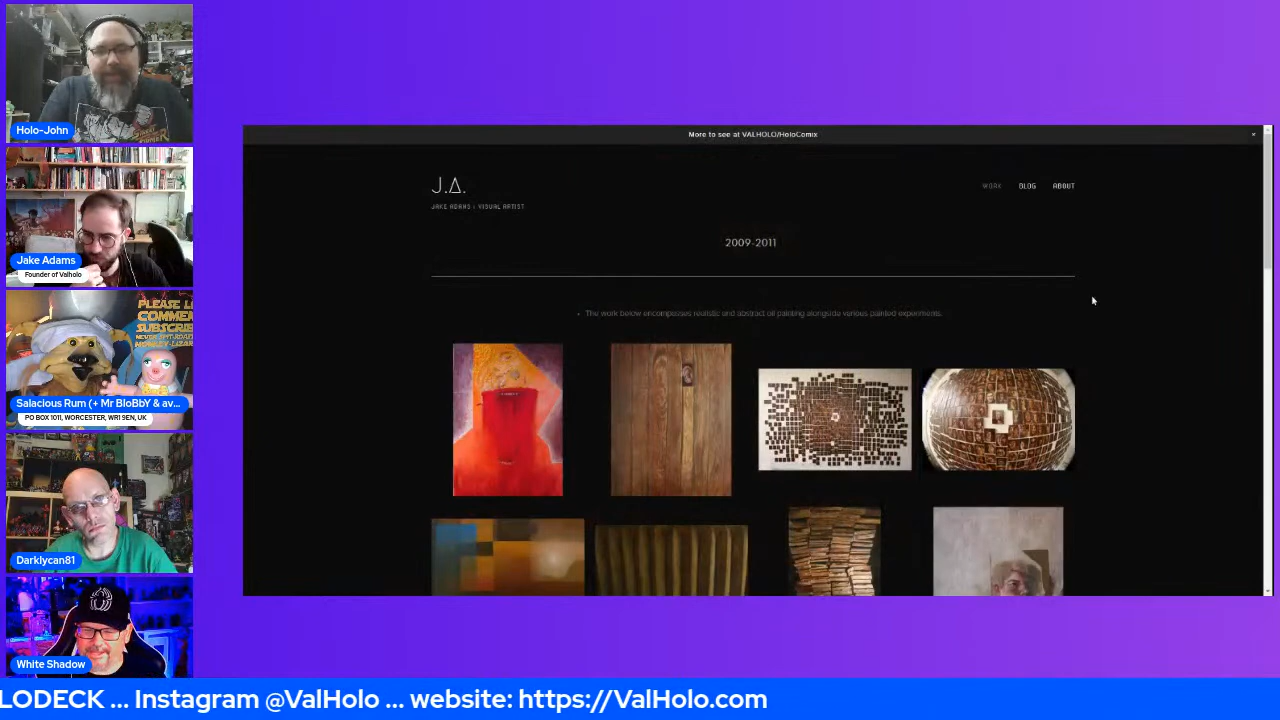 Holo-John
Jake Adams
Founder of Valholo
PLEASE L
COMME
SUBSCRI
Salacious Rum (+ Mr BloBbY & av...
PO BOX 1011, WORCESTER, WR1 9EN, UK
Darklycan81
White Shadow
More to see at VALHOLO/HoloComix
×
J.A.
JAKE ADAMS | VISUAL ARTIST
WORK BLOG ABOUT
2009-2011
• The work below encompasses realistic and abstract oil painting alongside various painted experiments.
LODECK ... Instagram @ValHolo ... website: https://ValHolo.com